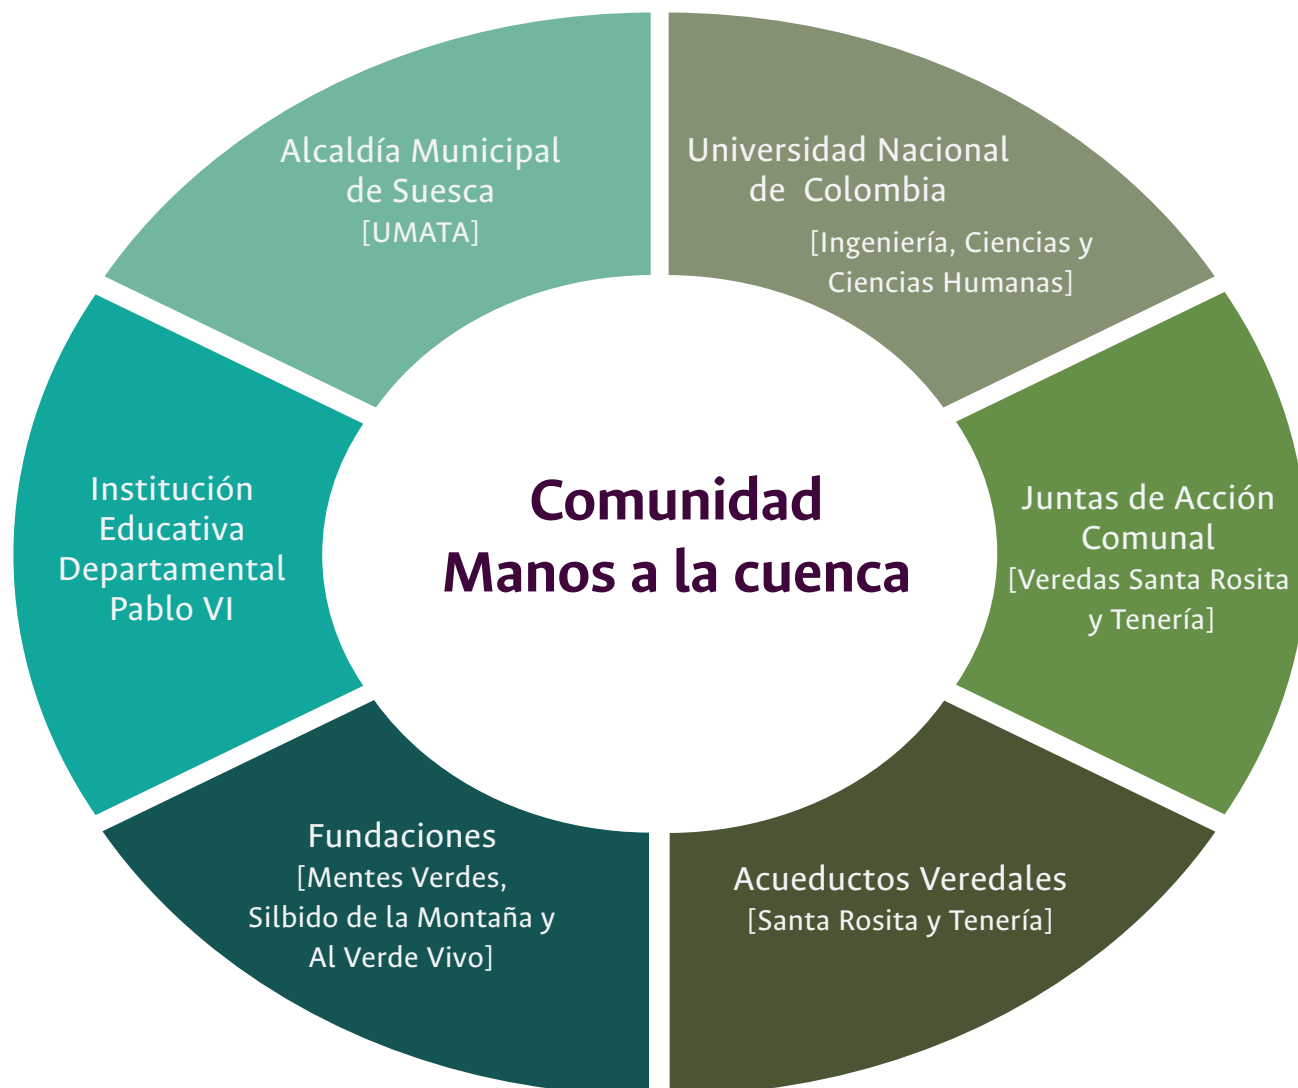 Alcaldía Municipal
de Suesca
[UMATA]
Universidad Nacional
de Colombia
[Ingeniería, Ciencias y
Ciencias Humanas]
Institución
Educativa
Departamental
Pablo VI
Comunidad
Manos a la cuenca
Juntas de Acción
Comunal
[Veredas Santa Rosita
y Tenería]
Fundaciones
[Mentes Verdes,
Silbido de la Montaña y
Al Verde Vivo]
Acueductos Veredales
[Santa Rosita y Tenería]